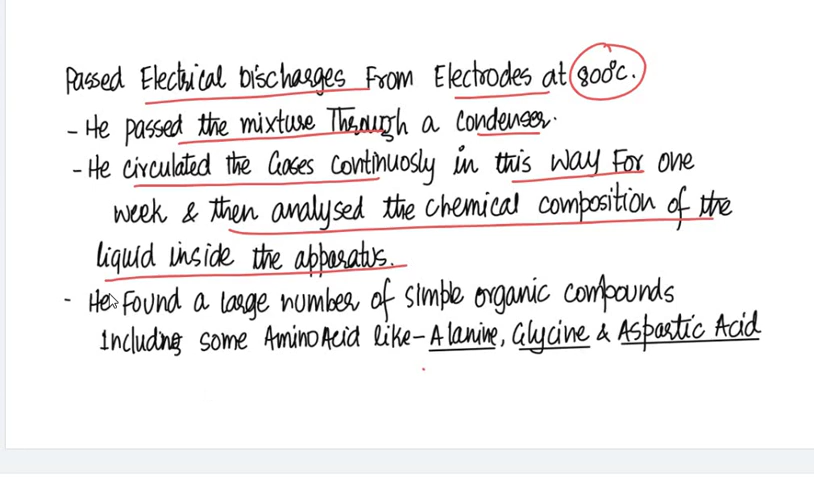 Passed Electrical Discharges From Electrodes at 800°C.
- He passed the mixture Through a condenser.
- He circulated the Gases continuosly in this way For one
week & then analysed the chemical composition of the
liquid inside the apparatus.
- He Found a large number of simple organic compounds
Including some Amino Acid like - Alanine, Glycine & Aspartic Acid